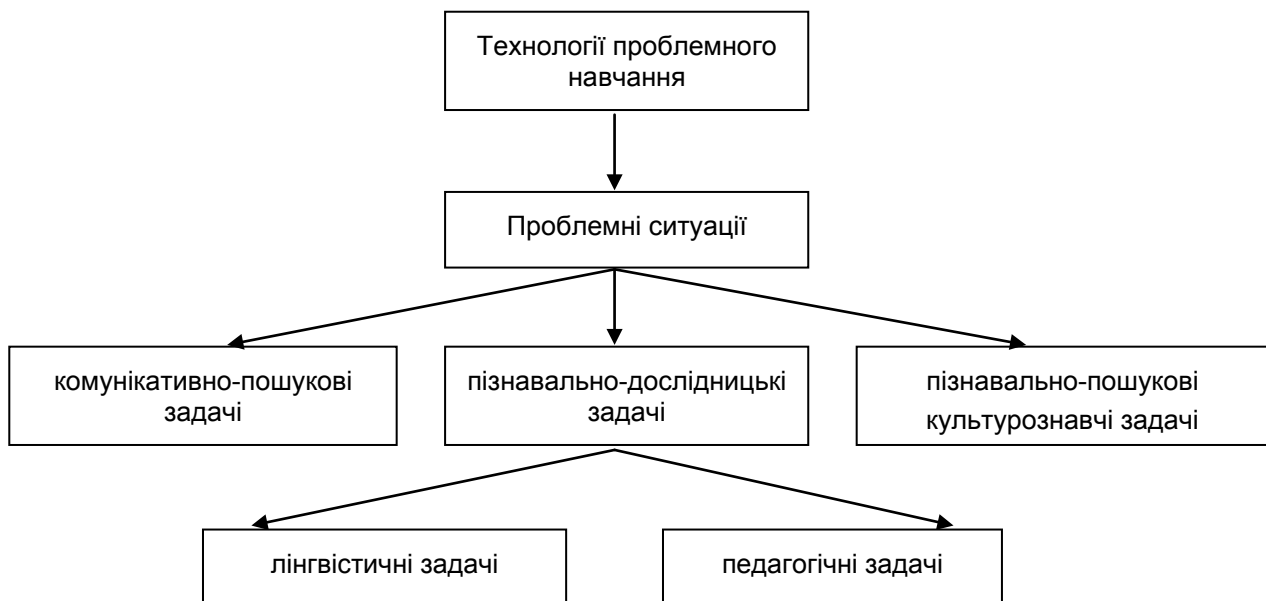 Технології проблемного
навчання
Проблемні ситуації
комунікативно-пошукові
задачі
пізнавально-дослідницькі
задачі
пізнавально-пошукові
культурознавчі задачі
лінгвістичні задачі
педагогічні задачі